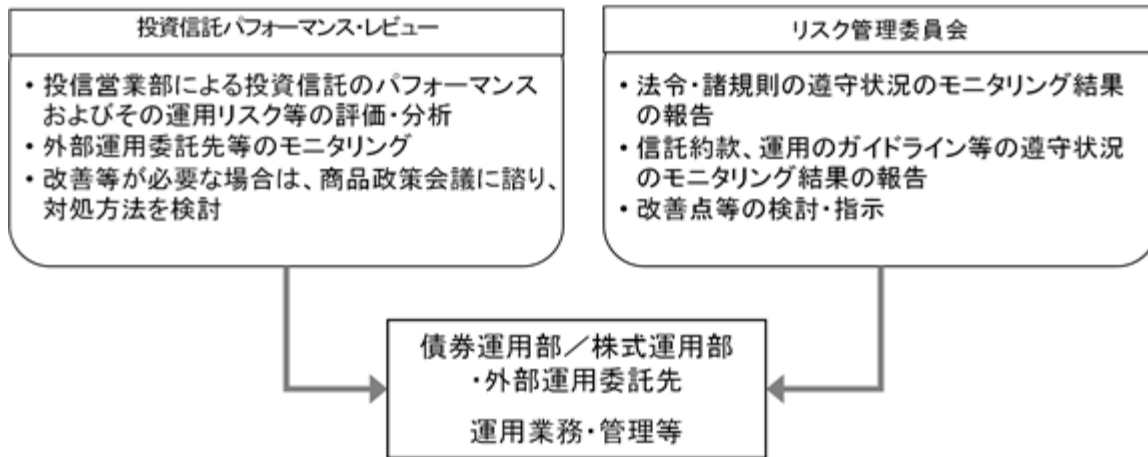 投資信託パフォーマンス・レビュー
・投信営業部による投資信託のパフォーマンス
およびその運用リスク等の評価・分析
・外部運用委託先等のモニタリング
・改善等が必要な場合は、商品政策会議に諮り、
対処方法を検討
リスク管理委員会
・法令・諸規則の遵守状況のモニタリング結果
の報告
・信託約款、運用のガイドライン等の遵守状況
のモニタリング結果の報告
・改善点等の検討・指示
債券運用部／株式運用部
・外部運用委託先
運用業務・管理等